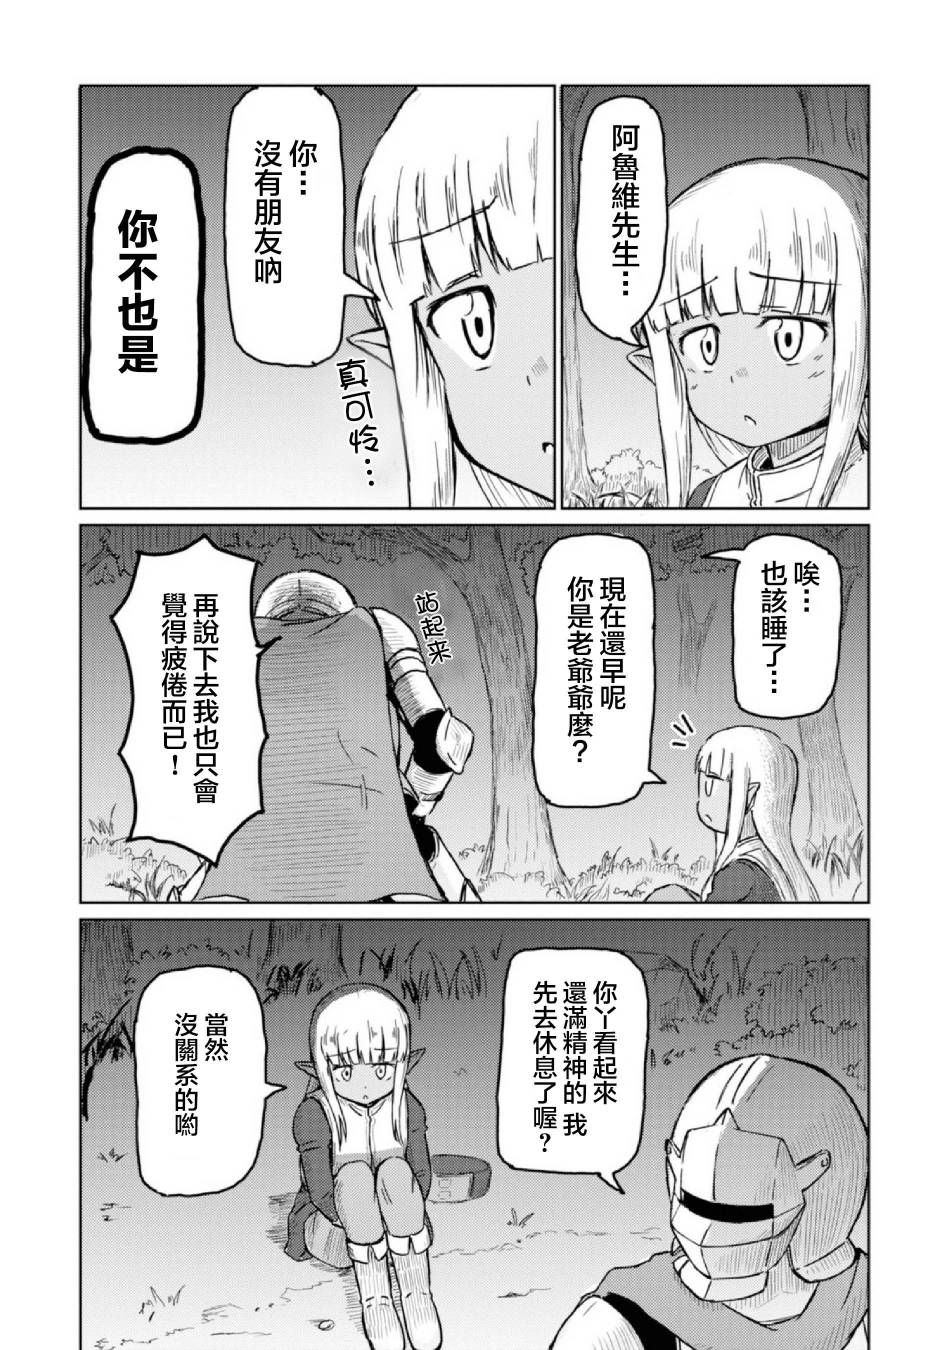 阿魯維先生…
你…
沒有朋友吶
真可憐…
你不也是
唉…
也該睡了…
現在還早呢
你是老爺爺麼？
站起来
再說下去我也只會
覺得疲倦而已！
你丫看起來
還滿精神的 我
先去休息了喔？
當然
沒關系的喲